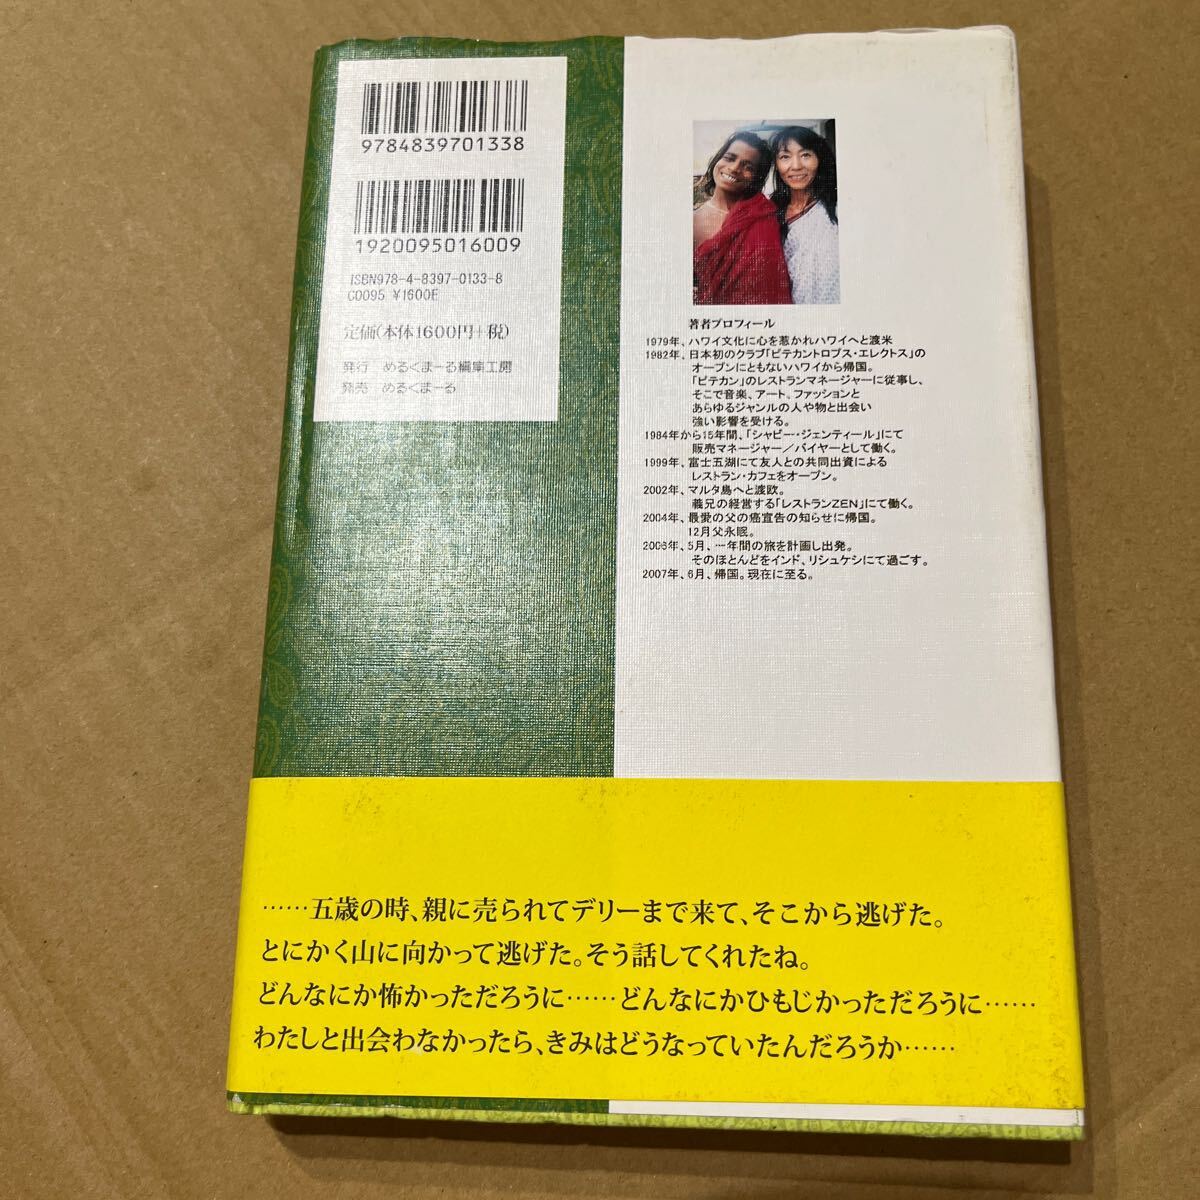 9784839701338
1920095016009
ISBN978-4-8397-0133-8
C0095 ¥1600E
定価(本体1600円+税)
発行 めるくまーる編集工房
発売 めるくまーる
著者プロフィール
1979年、ハワイ文化に心を惹かれハワイへと渡米
1982年、日本初のクラブ「ピテカントロプス・エレクトス」の
オープンにともないハワイから帰国。
「ピテカン」のレストランマネージャーに従事し、
そこで音楽、アート、ファッションと
あらゆるジャンルの人や物と出会い
強い影響を受ける。
1984年から15年間、「シャビー・ジェンティール」にて
販売マネージャー／バイヤーとして働く。
1999年、富士五湖にて友人との共同出資による
レストラン・カフェをオープン。
2002年、マルタ島へと渡欧。
義兄の経営する「レストランZEN」にて働く。
2004年、最愛の父の癌宣告の知らせに帰国。
12月父永眠。
2006年、5月、一年間の旅を計画し出発。
そのほとんどをインド、リシュケシにて過ごす。
2007年、6月、帰国。現在に至る。
……五歳の時、親に売られてデリーまで来て、そこから逃げた。
とにかく山に向かって逃げた。そう話してくれたね。
どんなにか怖かっただろうに……どんなにかひもじかっただろうに……
わたしと出会わなかったら、きみはどうなっていたんだろうか……